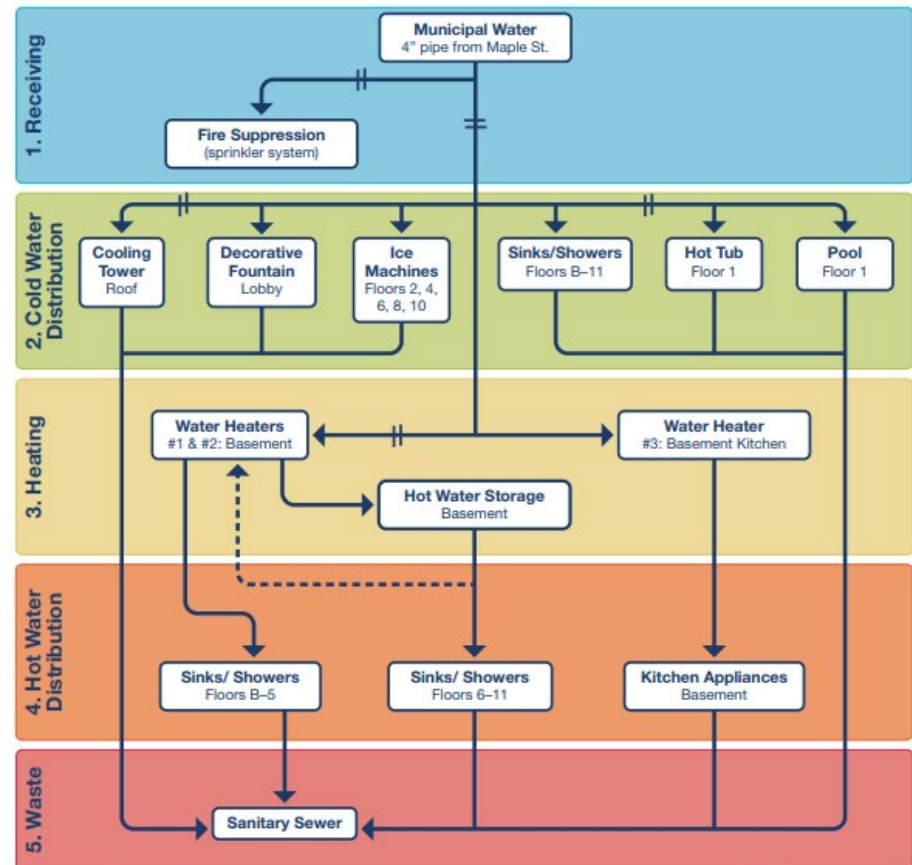 1. Receiving
Municipal Water
4” pipe from Maple St.
Fire Suppression
(sprinkler system)
2. Cold Water
Distribution
Cooling
Tower
Roof
Decorative
Fountain
Lobby
Ice
Machines
Floors 2, 4,
6, 8, 10
Sinks/Showers
Floors B–11
Hot Tub
Floor 1
Pool
Floor 1
3. Heating
Water Heaters
#1 & #2: Basement
Water Heater
#3: Basement Kitchen
Hot Water Storage
Basement
4. Hot Water
Distribution
Sinks/ Showers
Floors B–5
Sinks/ Showers
Floors 6–11
Kitchen Appliances
Basement
5. Waste
Sanitary Sewer